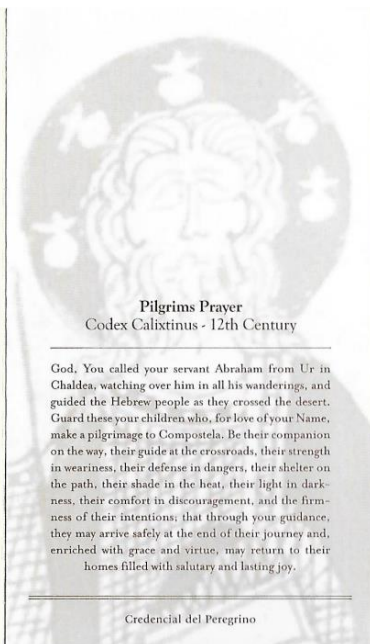 Pilgrims Prayer
Codex Calixtinus - 12th Century
God, You called your servant Abraham from Ur in
Chaldea, watching over him in all his wanderings, and
guided the Hebrew people as they crossed the desert.
Guard these your children who, for love of your Name,
make a pilgrimage to Compostela. Be their companion
on the way, their guide at the crossroads, their strength
in weariness, their defense in dangers, their shelter on
the path, their shade in the heat, their light in dark-
ness, their comfort in discouragement, and the firm-
ness of their intentions; that through your guidance,
they may arrive safely at the end of their journey and,
enriched with grace and virtue, may return to their
homes filled with salutary and lasting joy.
Credencial del Peregrino